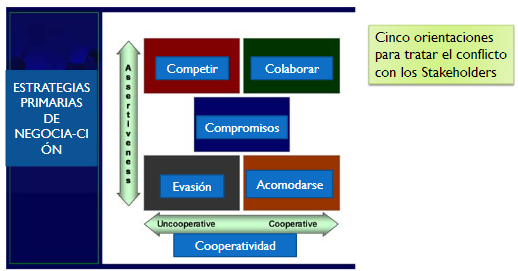 ESTRATEGIAS
PRIMARIAS
DE
NEGOCIA-CI
ÓN
Assertiveness
Competir
Colaborar
Compromisos
Evasión
Acomodarse
Uncooperative
Cooperative
Cooperatividad
Cinco orientaciones
para tratar el conflicto
con los Stakeholders